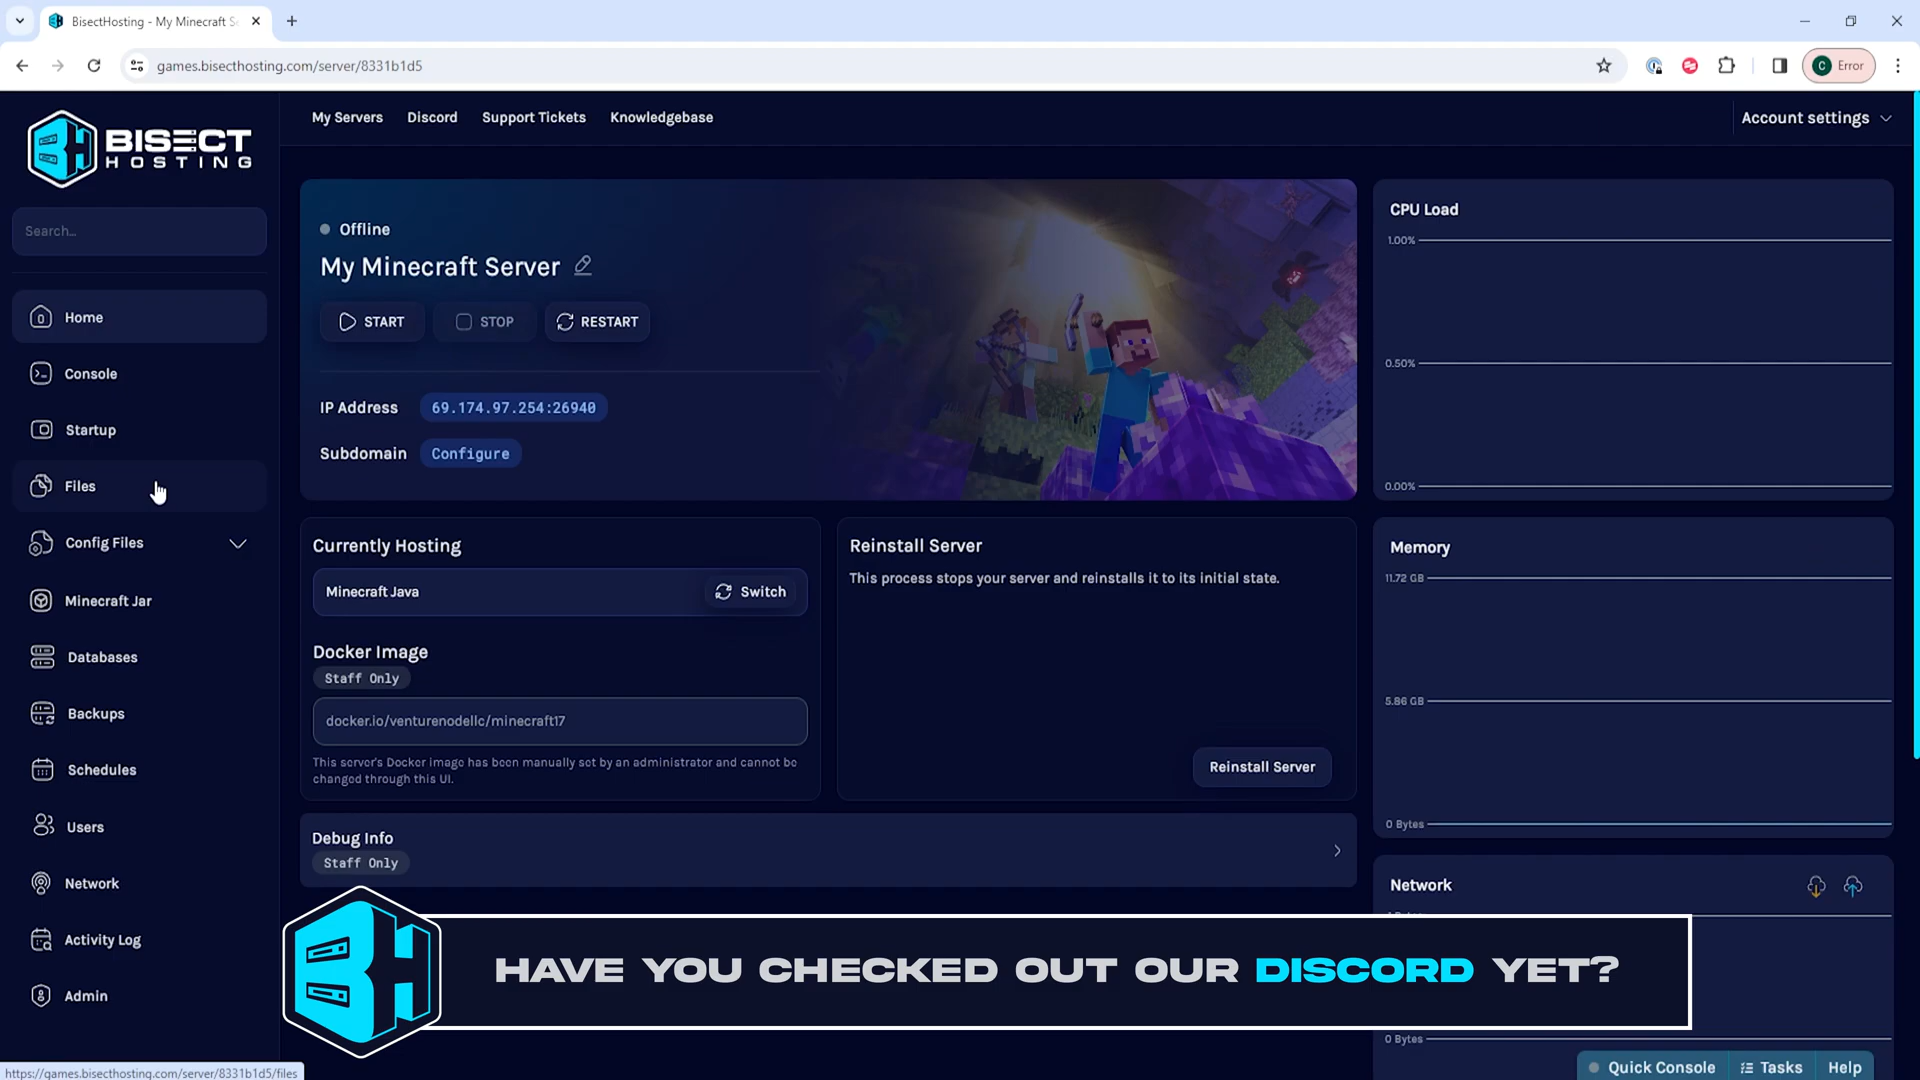 BisectHosting - My Minecraft S
games.bisecthosting.com/server/8331b1d5
C Error
BISECT
HOSTING
My Servers Discord Support Tickets Knowledgebase
Account settings
Search...
Home
Console
Startup
Files
Config Files
Minecraft Jar
Databases
Backups
Schedules
Users
Network
Activity Log
Admin
Offline
My Minecraft Server
START STOP RESTART
IP Address 69.174.97.254:26940
Subdomain Configure
Currently Hosting
Minecraft Java Switch
Docker Image
Staff Only
docker.io/venturenodellc/minecraft17
This server's Docker image has been manually set by an administrator and cannot be
changed through this UI.
Reinstall Server
This process stops your server and reinstalls it to its initial state.
Reinstall Server
Debug Info
Staff Only
CPU Load
1.00%
0.50%
0.00%
Memory
11.72 GB
5.86 GB
0 Bytes
Network
0 Bytes
HAVE YOU CHECKED OUT OUR DISCORD YET?
Quick Console Tasks Help
https://games.bisecthosting.com/server/8331b1d5/files